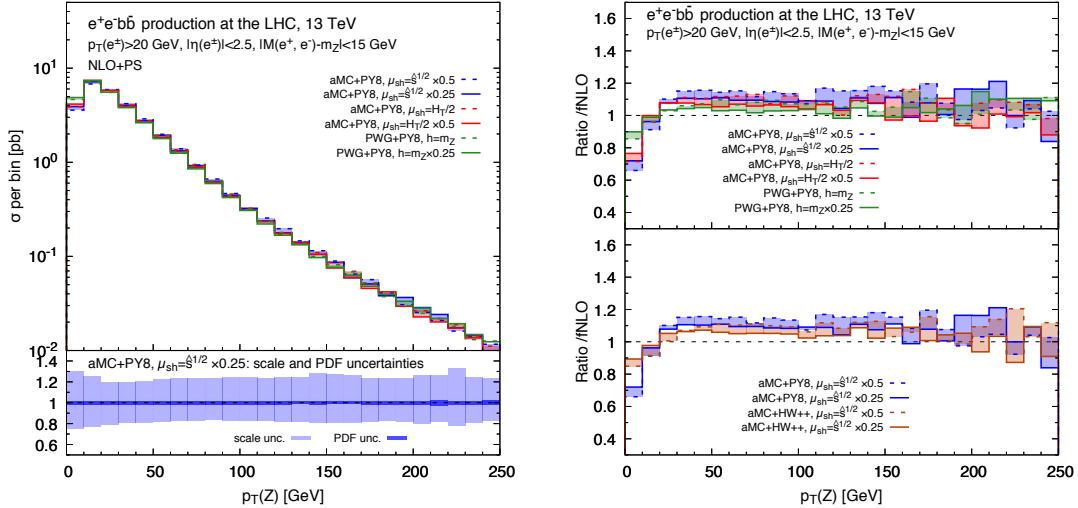 e⁺e⁻bb̄ production at the LHC, 13 TeV
p_T(e^±)>20 GeV, |η(e^±)|<2.5, |M(e⁺, e⁻)-m_Z|<15 GeV
NLO+PS
aMC+PY8, μ_sh=ŝ^1/2 ×0.5
aMC+PY8, μ_sh=ŝ^1/2 ×0.25
aMC+PY8, μ_sh=H_T/2
aMC+PY8, μ_sh=H_T/2 ×0.5
PWG+PY8, h=m_Z
PWG+PY8, h=m_Z×0.25
σ per bin [pb]
10¹
10⁰
10⁻¹
10⁻²
aMC+PY8, μ_sh=ŝ^1/2 ×0.25: scale and PDF uncertainties
1.4
1.2
1
0.8
0.6
scale unc.
PDF unc.
0 50 100 150 200 250
p_T(Z) [GeV]
e⁺e⁻bb̄ production at the LHC, 13 TeV
p_T(e^±)>20 GeV, |η(e^±)|<2.5, |M(e⁺, e⁻)-m_Z|<15 GeV
Ratio /fNLO
1.6
1.4
1.2
1
0.8
0.6
0.4
aMC+PY8, μ_sh=ŝ^1/2 ×0.5
aMC+PY8, μ_sh=ŝ^1/2 ×0.25
aMC+PY8, μ_sh=H_T/2
aMC+PY8, μ_sh=H_T/2 ×0.5
PWG+PY8, h=m_Z
PWG+PY8, h=m_Z×0.25
Ratio /fNLO
1.6
1.4
1.2
1
0.8
0.6
0.4
aMC+PY8, μ_sh=ŝ^1/2 ×0.5
aMC+PY8, μ_sh=ŝ^1/2 ×0.25
aMC+HW++, μ_sh=ŝ^1/2 ×0.5
aMC+HW++, μ_sh=ŝ^1/2 ×0.25
0 50 100 150 200 250
p_T(Z) [GeV]